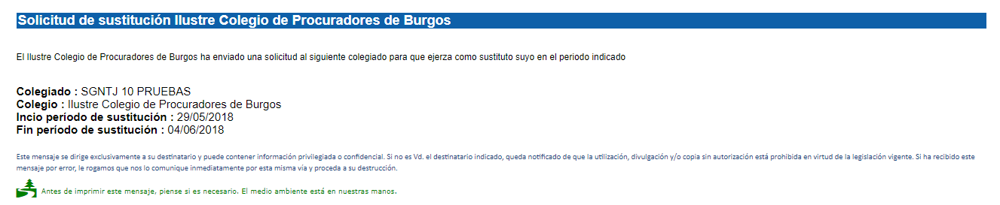 Solicitud de sustitución Ilustre Colegio de Procuradores de Burgos
El Ilustre Colegio de Procuradores de Burgos ha enviado una solicitud al siguiente colegiado para que ejerza como sustituto suyo en el periodo indicado
Colegiado : SGNTJ 10 PRUEBAS
Colegio : Ilustre Colegio de Procuradores de Burgos
Incio período de sustitución : 29/05/2018
Fin período de sustitución : 04/06/2018
Este mensaje se dirige exclusivamente a su destinatario y puede contener información privilegiada o confidencial. Si no es Vd. el destinatario indicado, queda notificado de que la utilización, divulgación y/o copia sin autorización está prohibida en virtud de la legislación vigente. Si ha recibido este
mensaje por error, le rogamos que nos lo comunique inmediatamente por esta misma vía y proceda a su destrucción.
Antes de imprimir este mensaje, piense si es necesario. El medio ambiente está en nuestras manos.